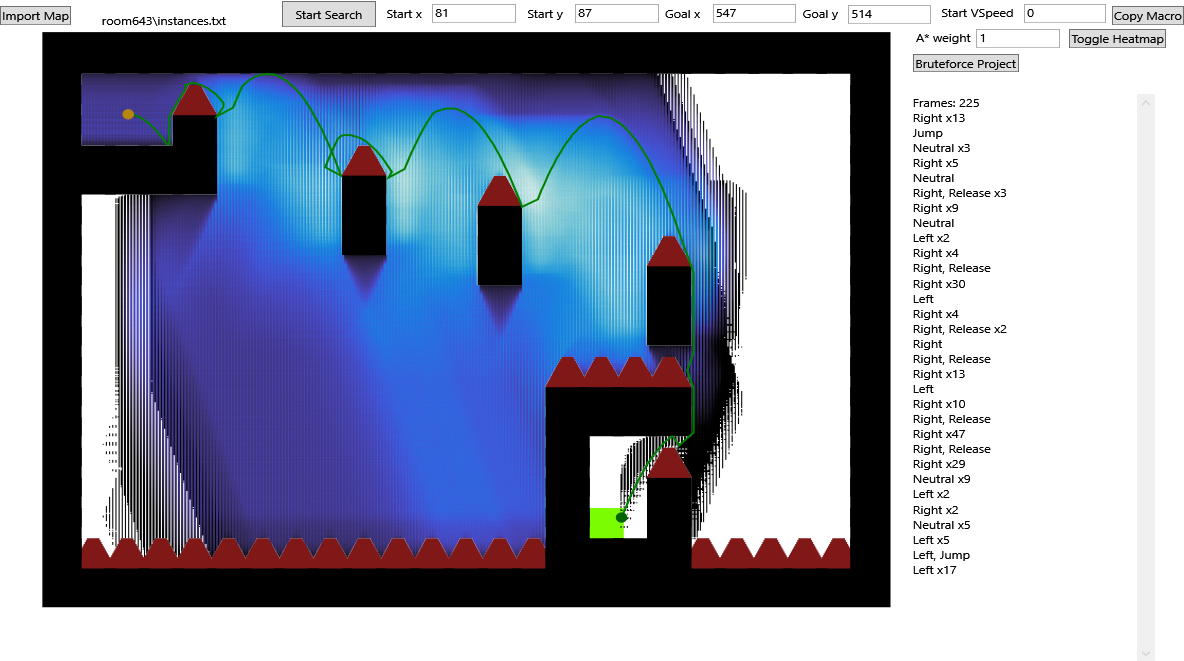 Import Map room643\instances.txt Start Search Start x 81 Start y 87 Goal x 547 Goal y 514 Start VSpeed 0 Copy Macro
A* weight 1 Toggle Heatmap
Bruteforce Project
Frames: 225
Right x13
Jump
Neutral x3
Right x5
Neutral
Right, Release x3
Right x9
Neutral
Left x2
Right x4
Right, Release
Right x30
Left
Right x4
Right, Release x2
Right
Right, Release
Right x13
Left
Right x10
Right, Release
Right x47
Right, Release
Right x29
Neutral x9
Left x2
Right x2
Neutral x5
Left x5
Left, Jump
Left x17